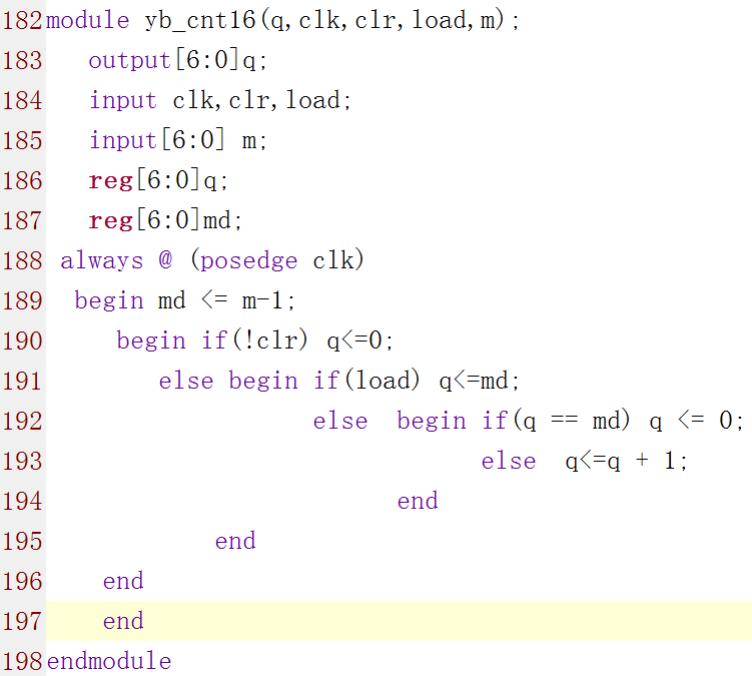 182 module yb_cnt16(q,clk,clr,load,m);
183 output[6:0]q;
184 input clk,clr,load;
185 input[6:0] m;
186 reg[6:0]q;
187 reg[6:0]md;
188 always @ (posedge clk)
189 begin md <= m-1;
190 begin if(!clr) q<=0;
191 else begin if(load) q<=md;
192 else begin if(q == md) q <= 0;
193 else q<=q + 1;
194 end
195 end
196 end
197 end
198 endmodule